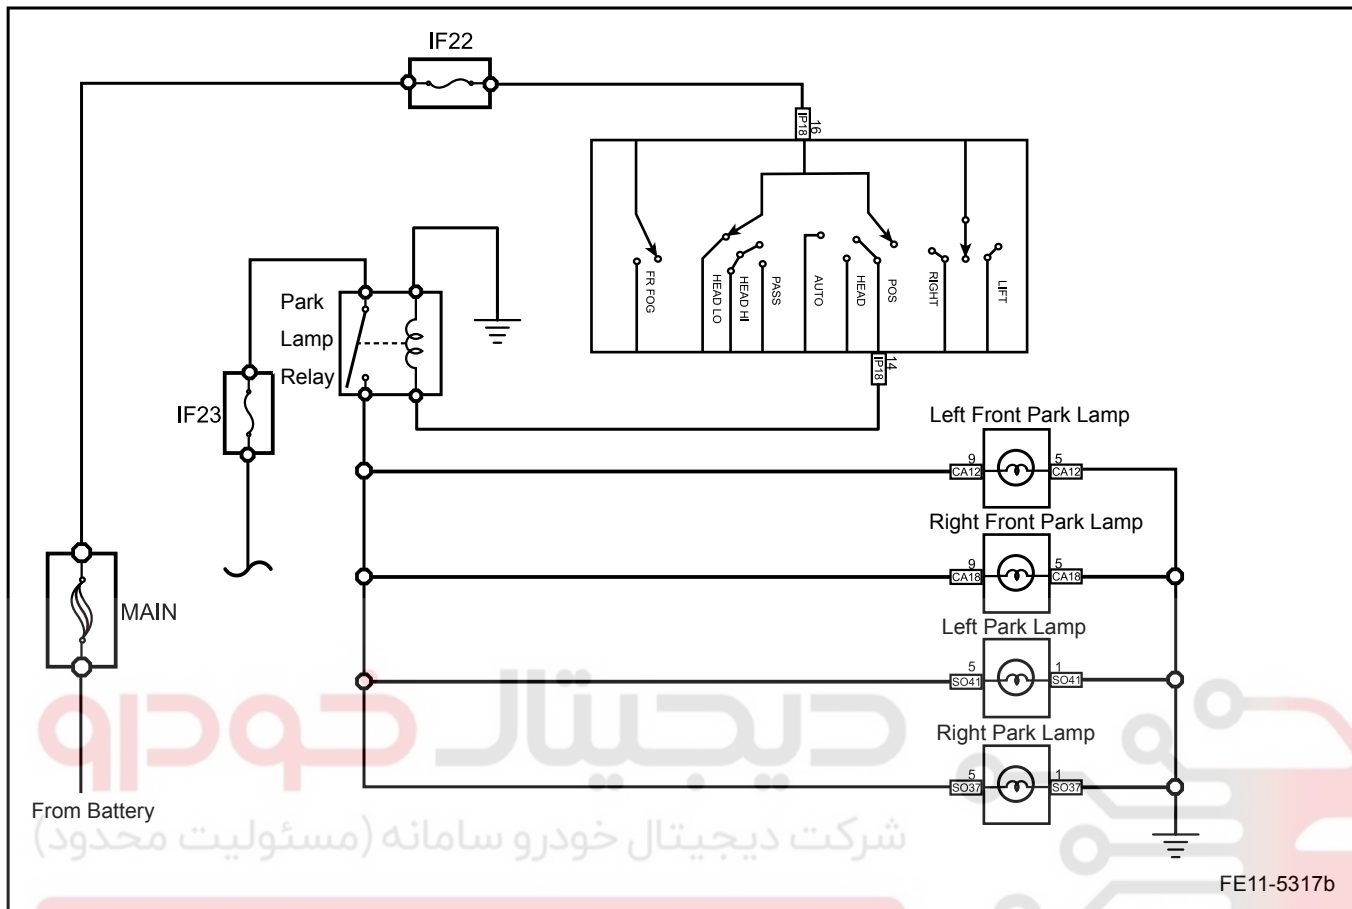 IF22
16
IP18
FR FOG
HEAD LO
HEAD HI
PASS
AUTO
HEAD
POS
RIGHT
LIFT
14
IP18
Park
Lamp
Relay
IF23
MAIN
From Battery
Left Front Park Lamp
9
CA12
5
CA12
Right Front Park Lamp
9
CA18
5
CA18
Left Park Lamp
5
SO41
1
SO41
Right Park Lamp
5
SO37
1
SO37
دیجیتال خودرو
شرکت دیجیتال خودرو سامانه (مسئولیت محدود)
FE11-5317b